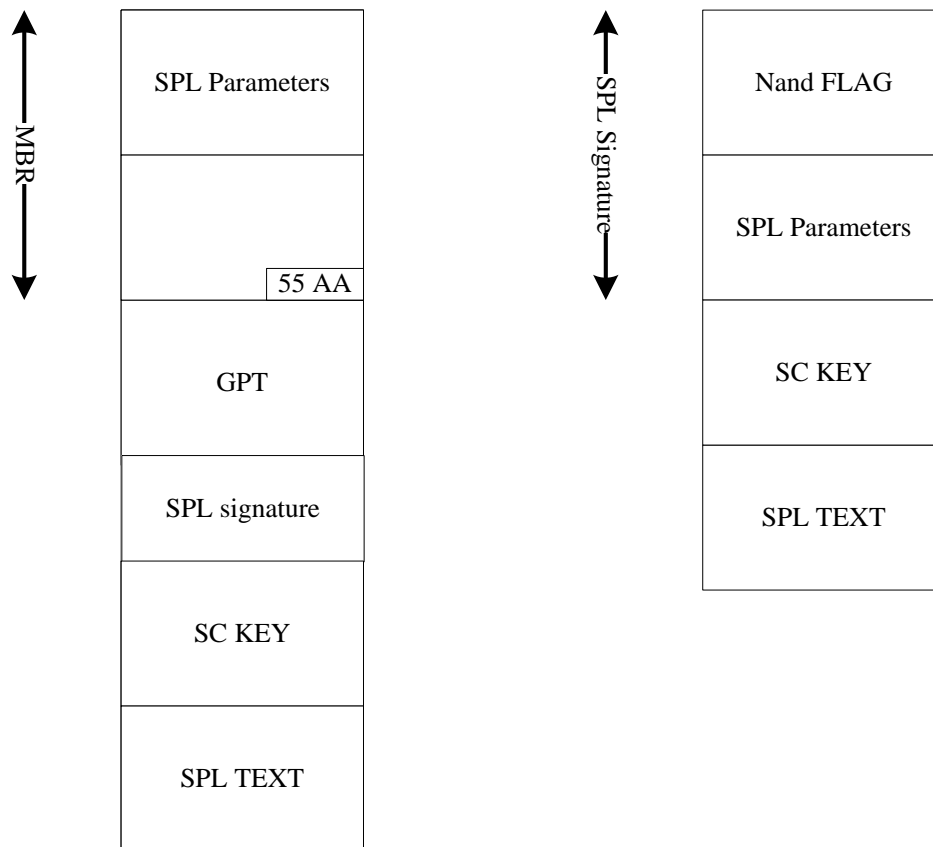 MBR
SPL Parameters
55 AA
GPT
SPL signature
SC KEY
SPL TEXT
SPL Signature
Nand FLAG
SPL Parameters
SC KEY
SPL TEXT